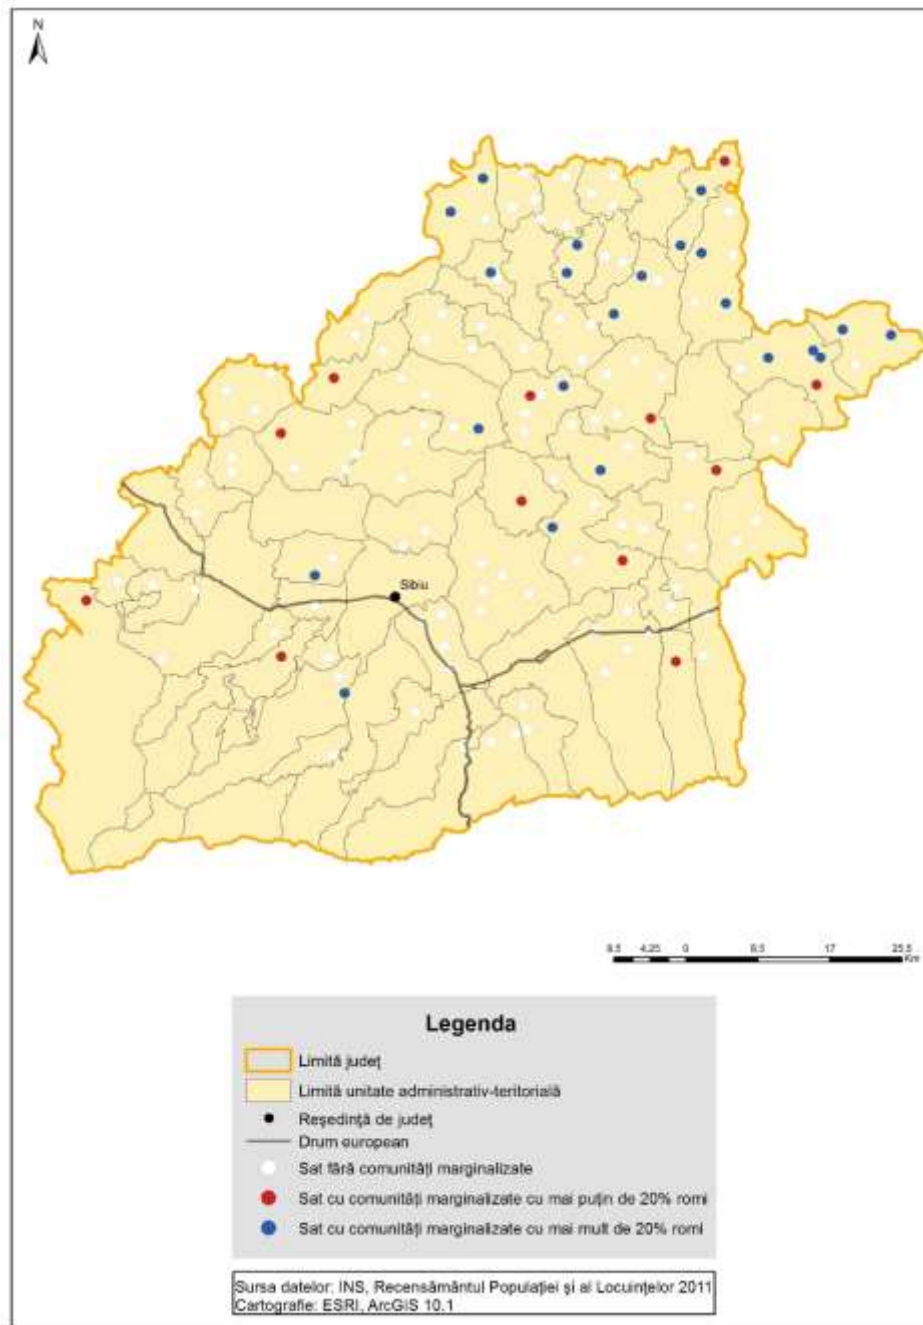 N
Sibiu
8.5 4.25 0 8.5 17 25.5
Km
Legenda
Limită județ
Limită unitate administrativ-teritorială
Reședință de județ
Drum european
Sat fără comunități marginalizate
Sat cu comunități marginalizate cu mai puțin de 20% romi
Sat cu comunități marginalizate cu mai mult de 20% romi
Sursa datelor: INS, Recensământul Populației și al Locuințelor 2011
Cartografie: ESRI, ArcGIS 10.1